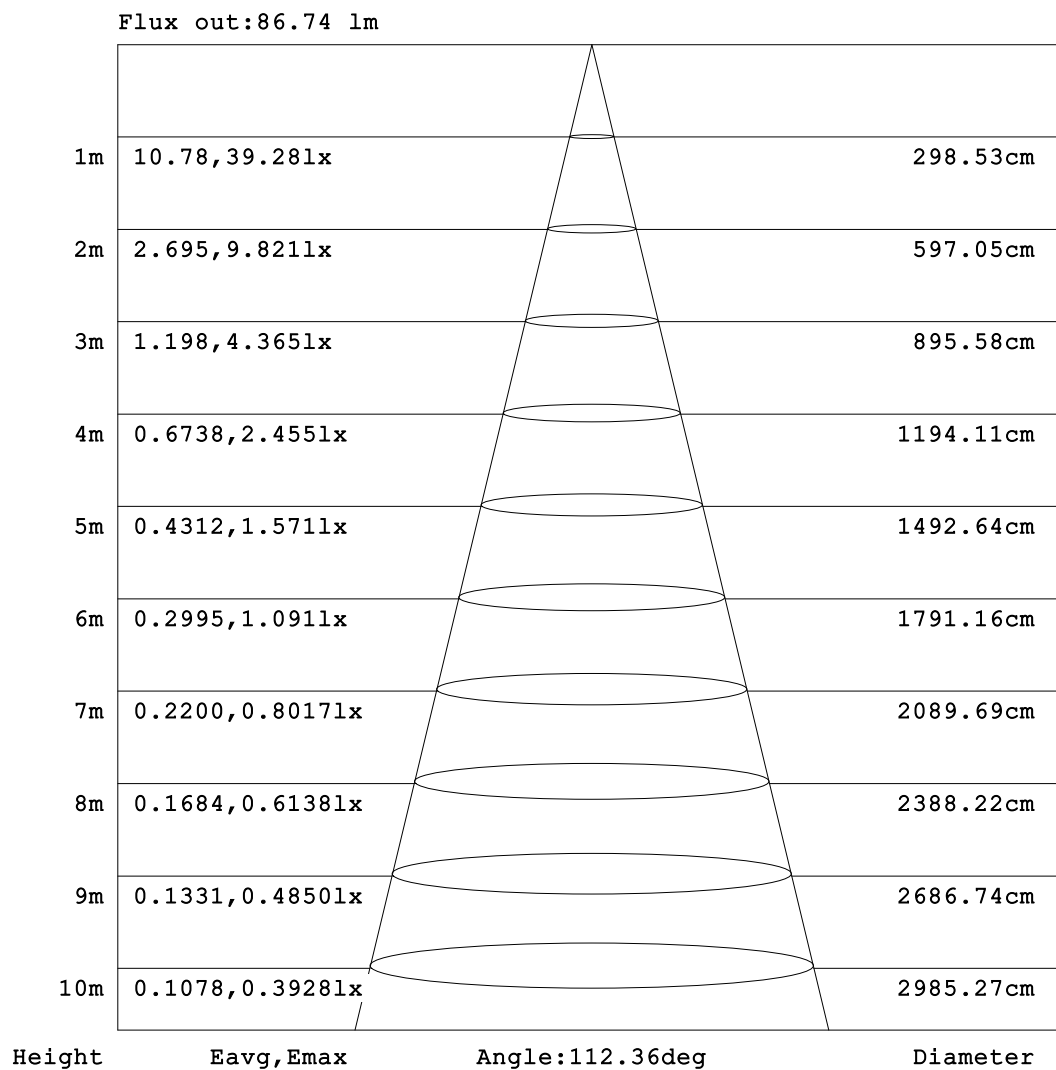 Flux out:86.74 lm
1m 10.78,39.28lx 298.53cm
2m 2.695,9.821lx 597.05cm
3m 1.198,4.365lx 895.58cm
4m 0.6738,2.455lx 1194.11cm
5m 0.4312,1.571lx 1492.64cm
6m 0.2995,1.091lx 1791.16cm
7m 0.2200,0.8017lx 2089.69cm
8m 0.1684,0.6138lx 2388.22cm
9m 0.1331,0.4850lx 2686.74cm
10m 0.1078,0.3928lx 2985.27cm
Height Eavg,Emax Angle:112.36deg Diameter